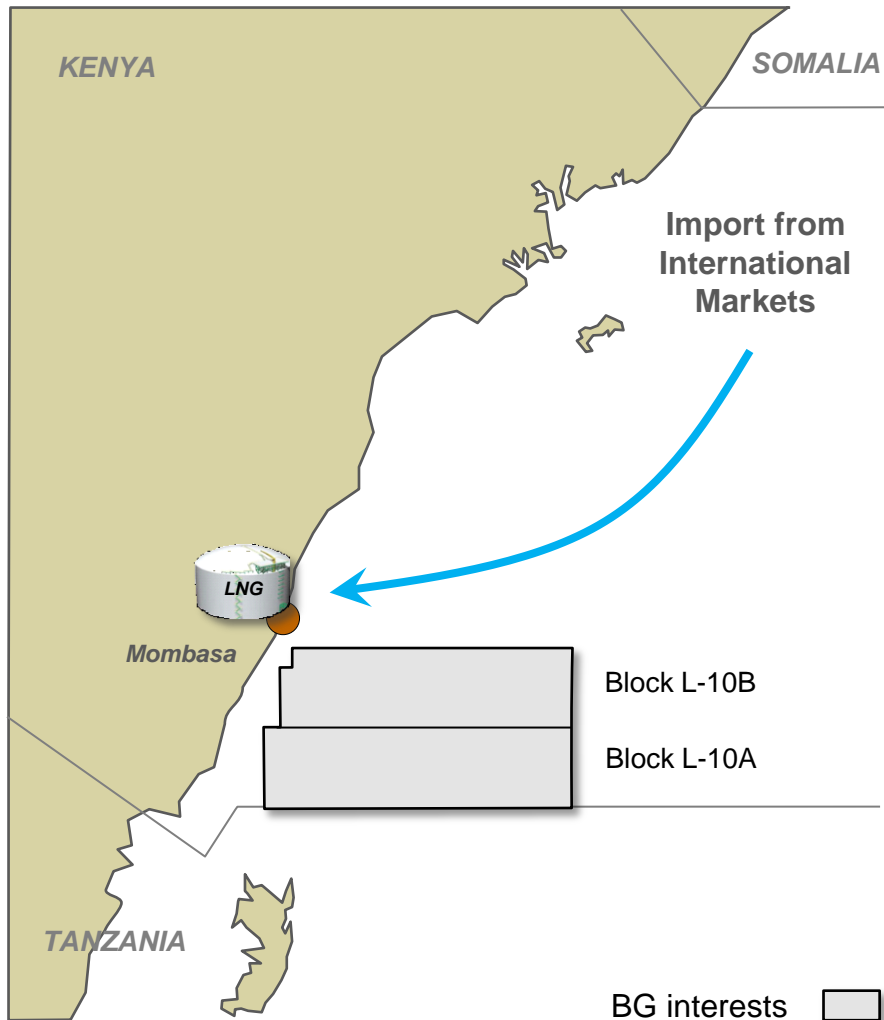 KENYA
SOMALIA
Import from
International
Markets
LNG
Mombasa
Block L-10B
Block L-10A
TANZANIA
BG interests